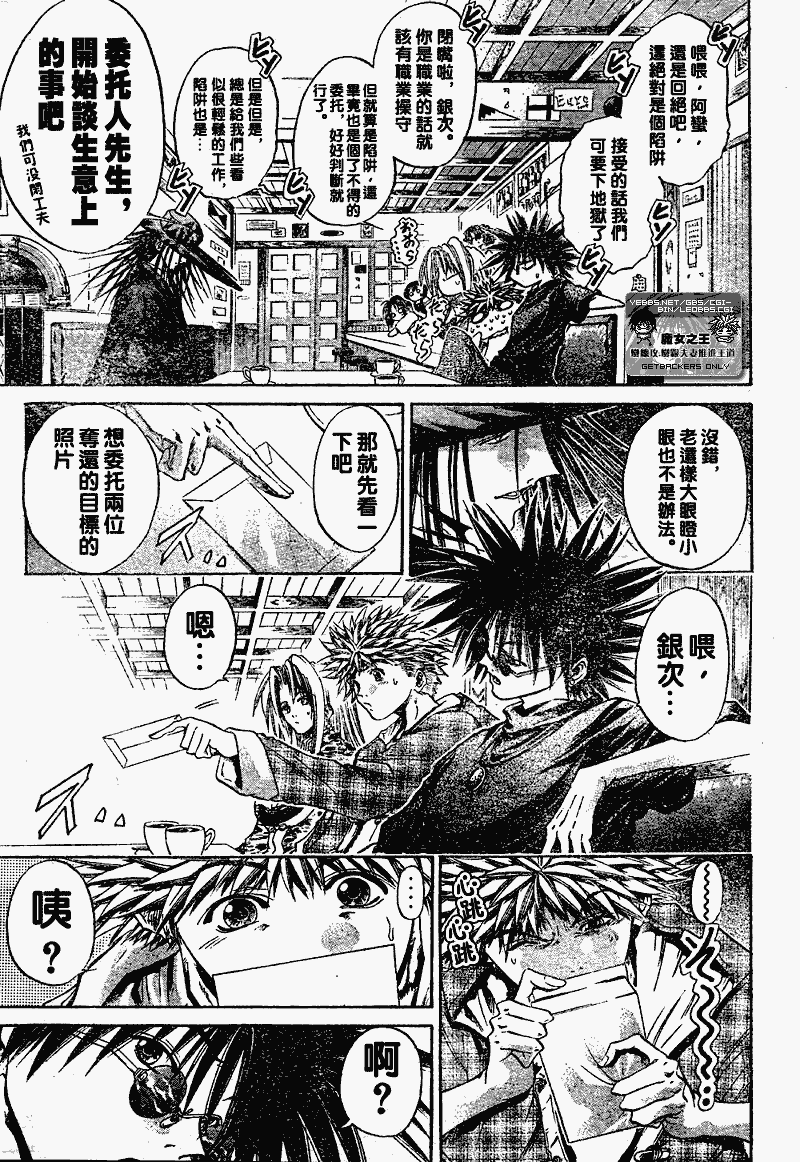 喂喂，阿蠻，
還是回絕吧，
這絕對是個陷阱
接受的話我們
可要下地獄了
閉嘴啦，銀次。
你是職業的話就
該有職業操守
但就算是陷阱，這
畢竟也是個了不得的
委托，好好判斷就
行了。
但是但是，
總是給我們些看
似很輕鬆的工作，
陷阱也是…
委托人先生，
開始談生意上
的事吧
我們可没閒工夫
YEBBS.NET/GBS/CGI-
BIN/LEOBBS.CGI
魔女之王
GETBACKERS ONLY
沒錯，
老這樣大眼瞪小
眼也不是辦法。
那就先看一
下吧
想委托兩位
奪還的目標的
照片
喂，
銀次…
嗯…
心跳
心跳
…
咦？
啊？